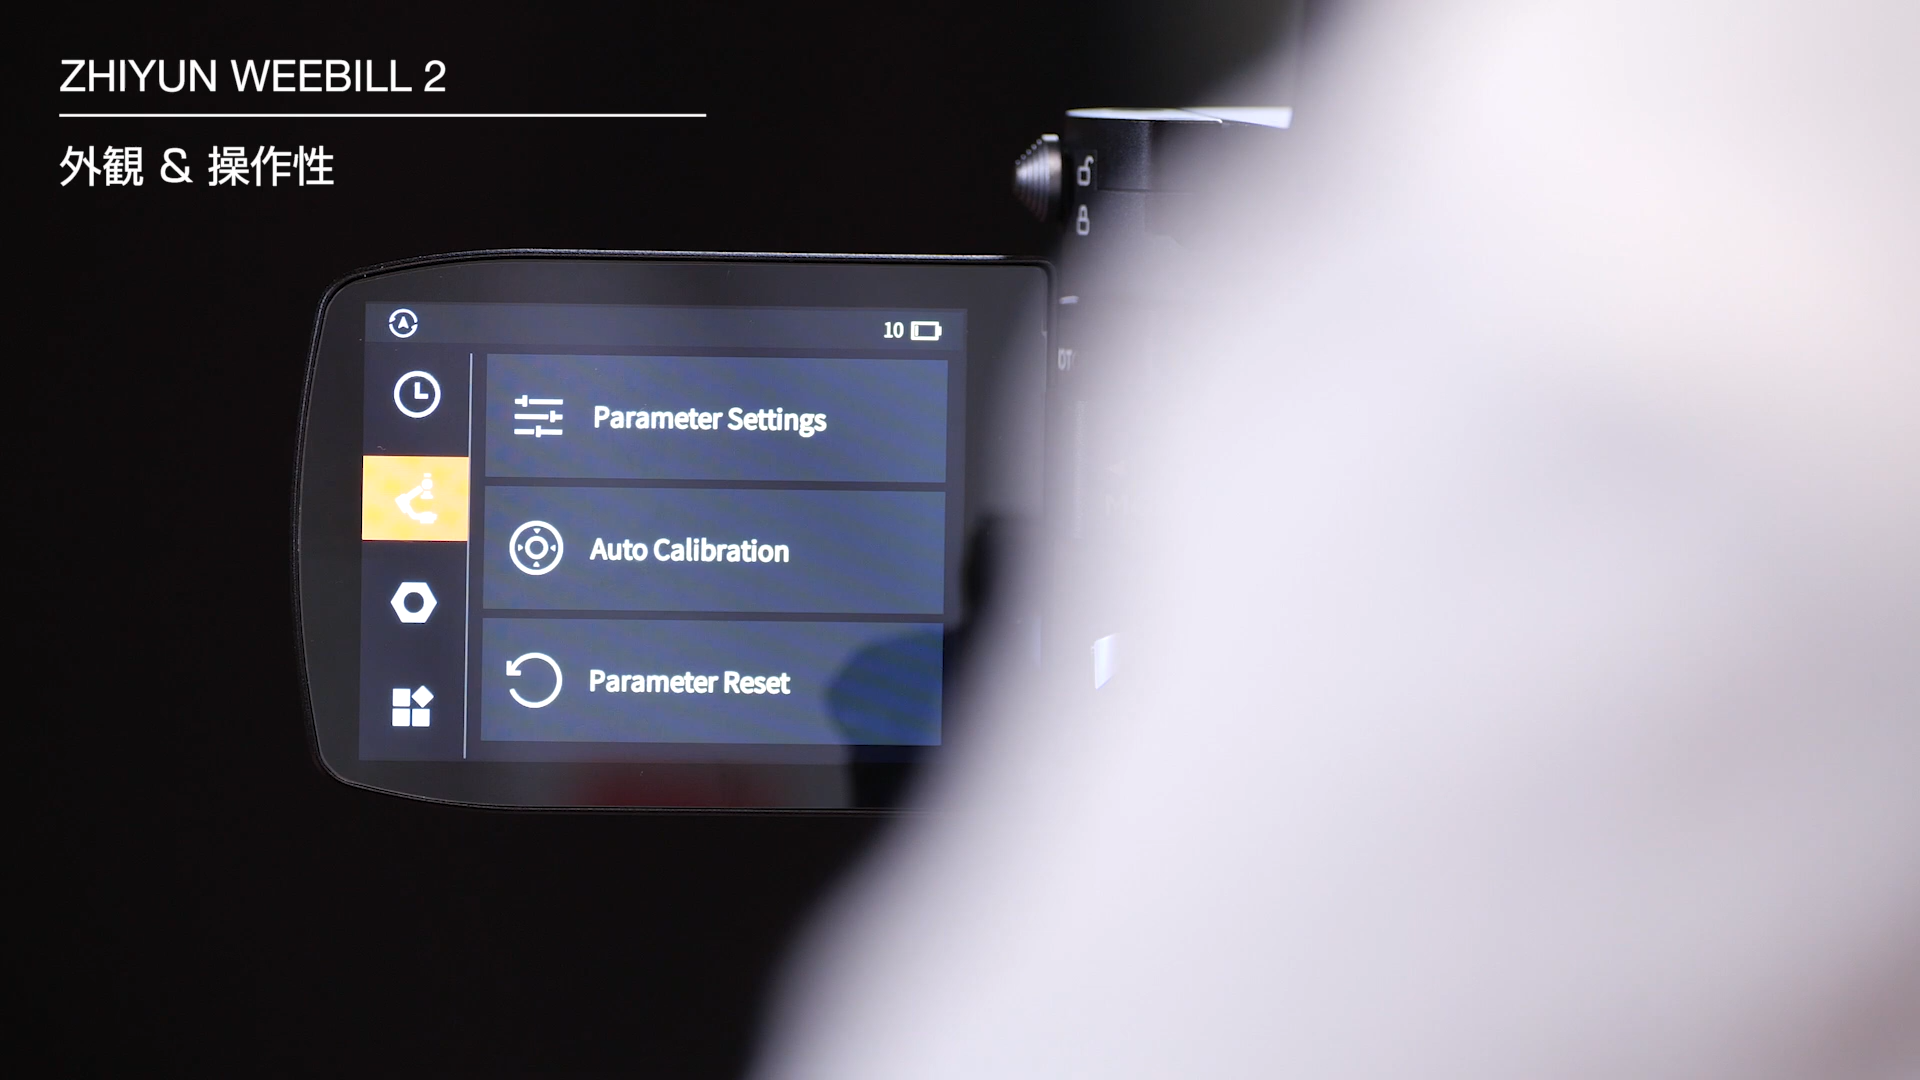 ZHIYUN WEEBILL 2
外観 & 操作性
10
Parameter Settings
Auto Calibration
Parameter Reset